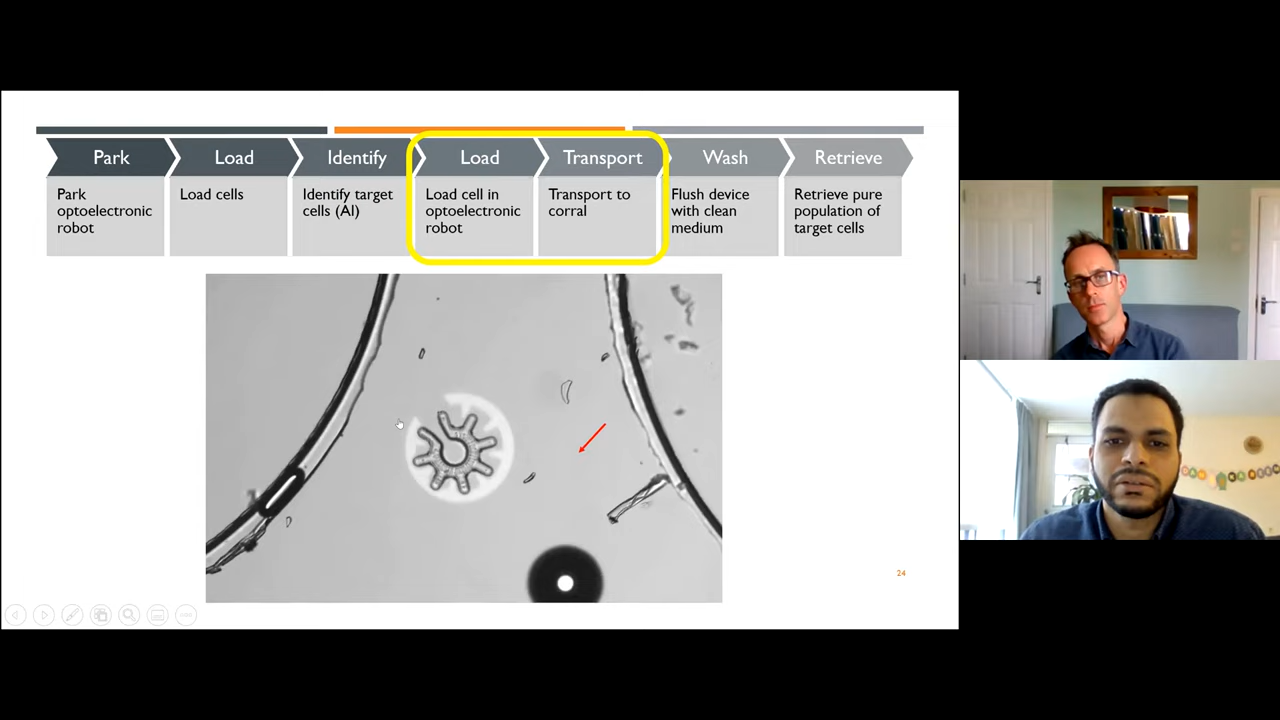 Park
Load
Identify
Load
Transport
Wash
Retrieve
Park
optoelectronic
robot
Load cells
Identify target
cells (AI)
Load cell in
optoelectronic
robot
Transport to
corral
Flush device
with clean
medium
Retrieve pure
population of
target cells
24